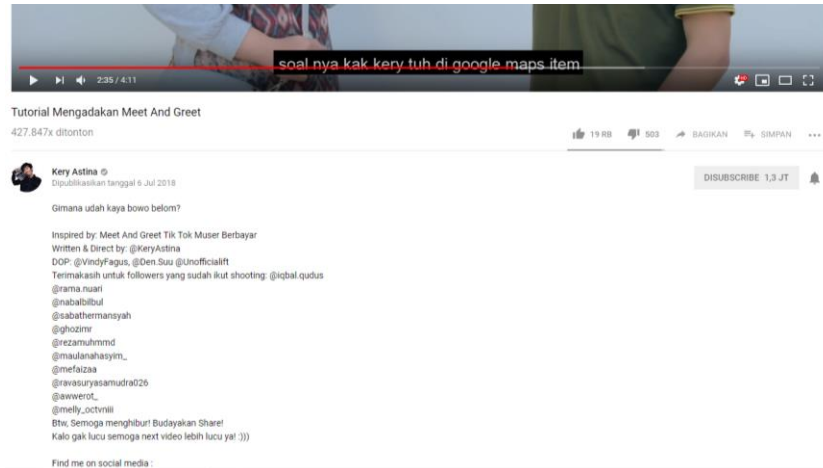 soal nya kak kery tuh di google maps item
2:35 / 4:11
Tutorial Mengadakan Meet And Greet
427.847x ditonton
19 RB 503 BAGIKAN SIMPAN
Kery Astina
Dipublikasikan tanggal 6 Jul 2018
DISUBSCRIBE 1,3 JT
Gimana udah kaya bowo belom?
Inspired by: Meet And Greet Tik Tok Muser Berbayar
Written & Direct by: @KeryAstina
DOP: @VindyFagus, @Den.Suu @Unofficialift
Terimakasih untuk followers yang sudah ikut shooting: @iqbal.qudus
@rama.nuari
@nabalbilbul
@sabathermansyah
@ghozimr
@rezamuhmmd
@maulanahasyim_
@mefaizaa
@ravasuryasamudra026
@awwerot_
@melly_octvniii
Btw, Semoga menghibur! Budayakan Share!
Kalo gak lucu semoga next video lebih lucu ya! :)))
Find me on social media :